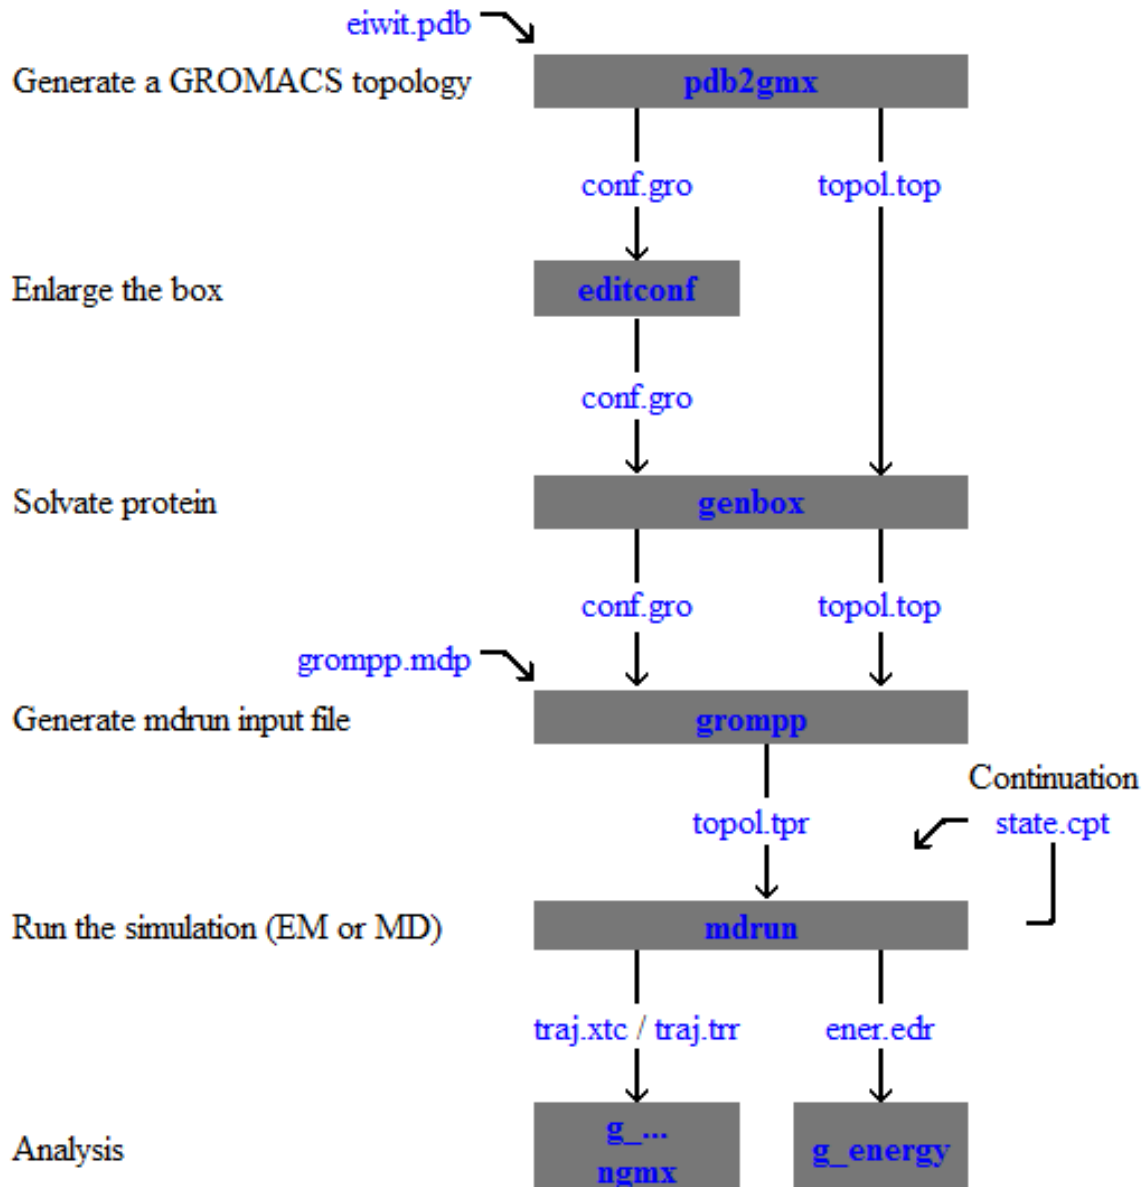 eiwit.pdb
Generate a GROMACS topology pdb2gmx
conf.gro topol.top
Enlarge the box editconf
conf.gro
Solvate protein genbox
conf.gro topol.top
grompp.mdp
Generate mdrun input file grompp
Continuation
topol.tpr state.cpt
Run the simulation (EM or MD) mdrun
traj.xtc / traj.trr ener.edr
g_...
Analysis g_energy
ngmx